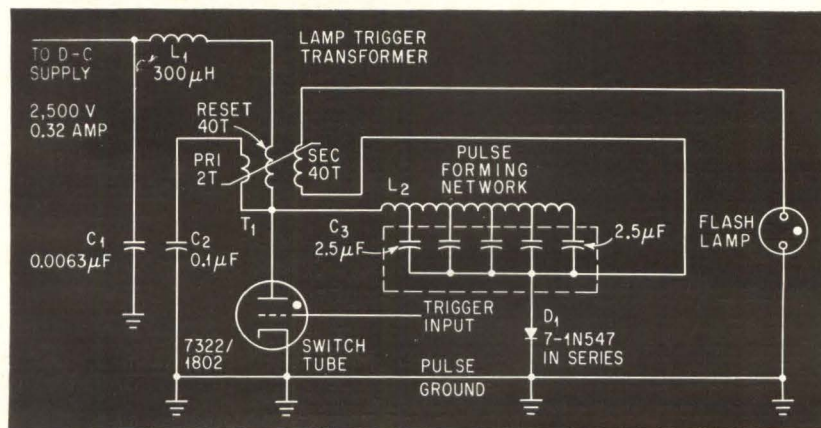 TO D-C
SUPPLY
2,500 V
0.32 AMP
L1
300μH
LAMP TRIGGER
TRANSFORMER
RESET
40T
PRI
2T
SEC
40T
PULSE
FORMING
NETWORK
L2
T1
C1
0.0063μF
C2
0.1μF
C3
2.5μF
2.5μF
FLASH
LAMP
TRIGGER
INPUT
D1
7-1N547
IN SERIES
7322/
1802
SWITCH
TUBE
PULSE
GROUND